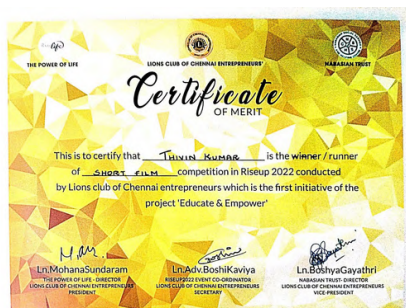 THE POWER OF LIFE
LIONS CLUB OF CHENNAI ENTREPRENEURS'
NABASIAN TRUST
Certificate
OF MERIT
This is to certify that THIVIN KUMAR is the winner / runner
of SHORT FILM competition in Riseup 2022 conducted
by Lions club of Chennai entrepreneurs which is the first initiative of the
project 'Educate & Empower'
Ln.MohanaSundaram
THE POWER OF LIFE - DIRECTOR
LIONS CLUB OF CHENNAI ENTREPRENEURS
PRESIDENT
Ln.Adv.BoshiKaviya
RISEUP2022 EVENT CO-ORDINATOR
LIONS CLUB OF CHENNAI ENTREPRENEURS
SECRETARY
Ln.BoshyaGayathri
NABASIAN TRUST- DIRECTOR
LIONS CLUB OF CHENNAI ENTREPRENEURS
VICE-PRESIDENT